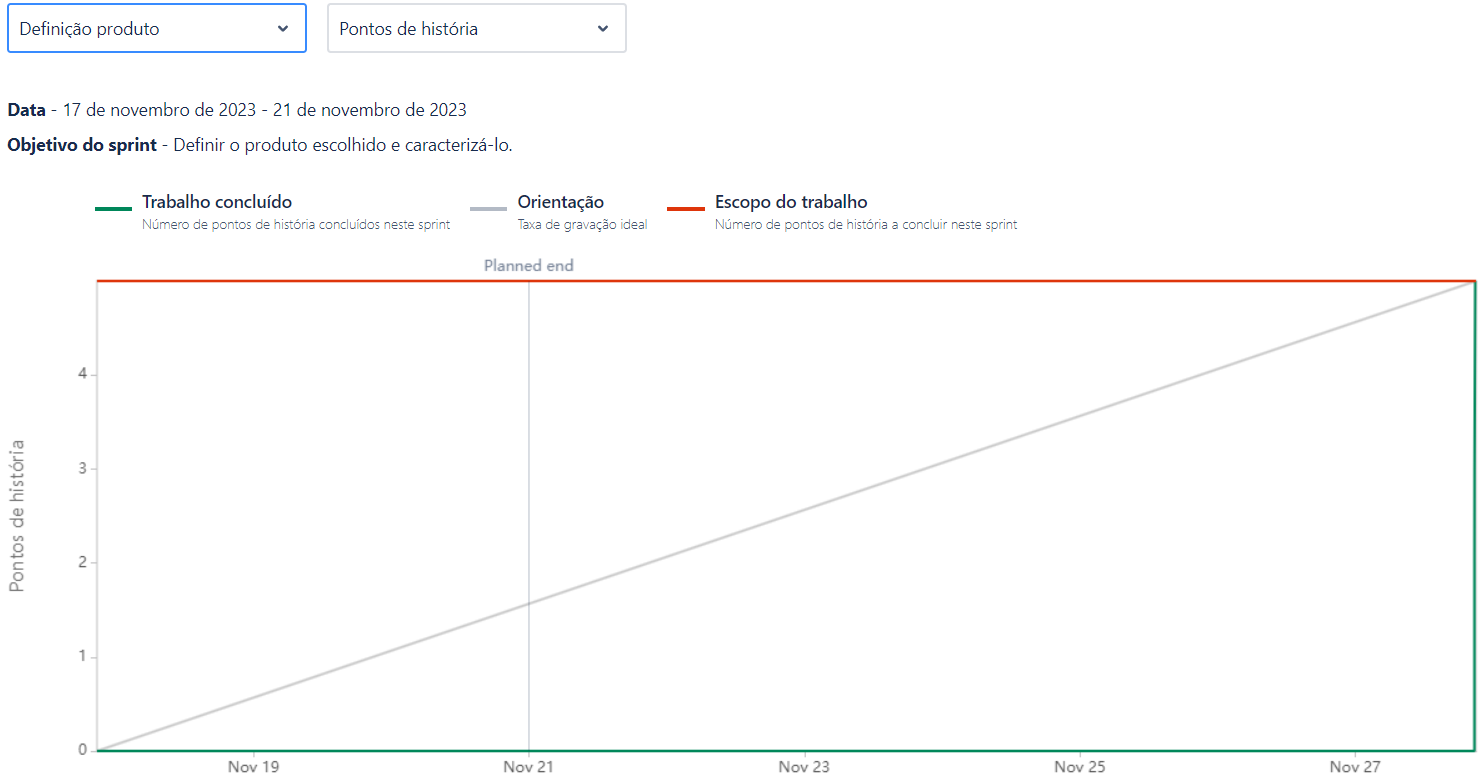 Definição produto
Pontos de história
Data - 17 de novembro de 2023 - 21 de novembro de 2023
Objetivo do sprint - Definir o produto escolhido e caracterizá-lo.
Trabalho concluído
Número de pontos de história concluídos neste sprint
Orientação
Taxa de gravação ideal
Escopo do trabalho
Número de pontos de história a concluir neste sprint
Planned end
Pontos de história
4
3
2
1
0
Nov 19
Nov 21
Nov 23
Nov 25
Nov 27